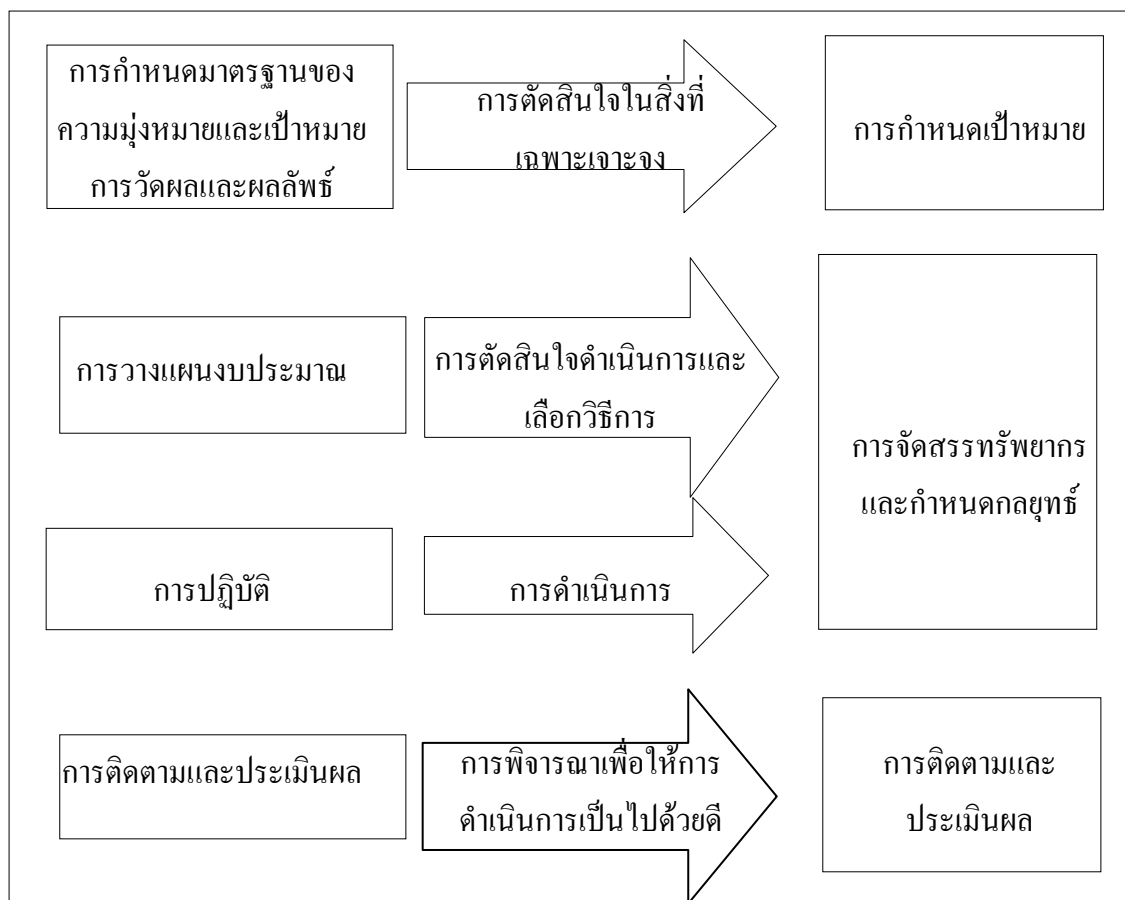 การกำหนดมาตรฐานของ
ความมุ่งหมายและเป้าหมาย
การวัดผลและผลลัพธ์
การตัดสินใจในสิ่งที่
เฉพาะเจาะจง
การกำหนดเป้าหมาย
การวางแผนงบประมาณ
การตัดสินใจดำเนินการและ
เลือกวิธีการ
การจัดสรรทรัพยากร
และกำหนดกลยุทธ์
การปฏิบัติ
การดำเนินการ
การติดตามและประเมินผล
การพิจารณาเพื่อให้การ
ดำเนินการเป็นไปด้วยดี
การติดตามและ
ประเมินผล